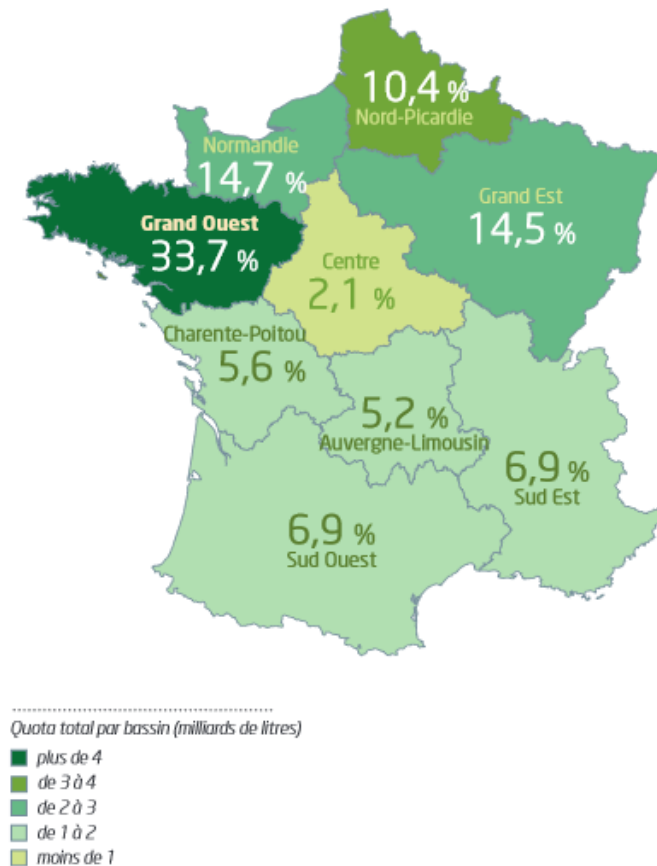 10,4 %
Nord-Picardie
Normandie
14,7 %
Grand Est
14,5 %
Grand Ouest
33,7 %
Centre
2,1 %
Charente-Poitou
5,6 %
5,2 %
Auvergne-Limousin
6,9 %
Sud Est
6,9 %
Sud Ouest
Quota total par bassin (milliards de litres)
plus de 4
de 3 à 4
de 2 à 3
de 1 à 2
moins de 1